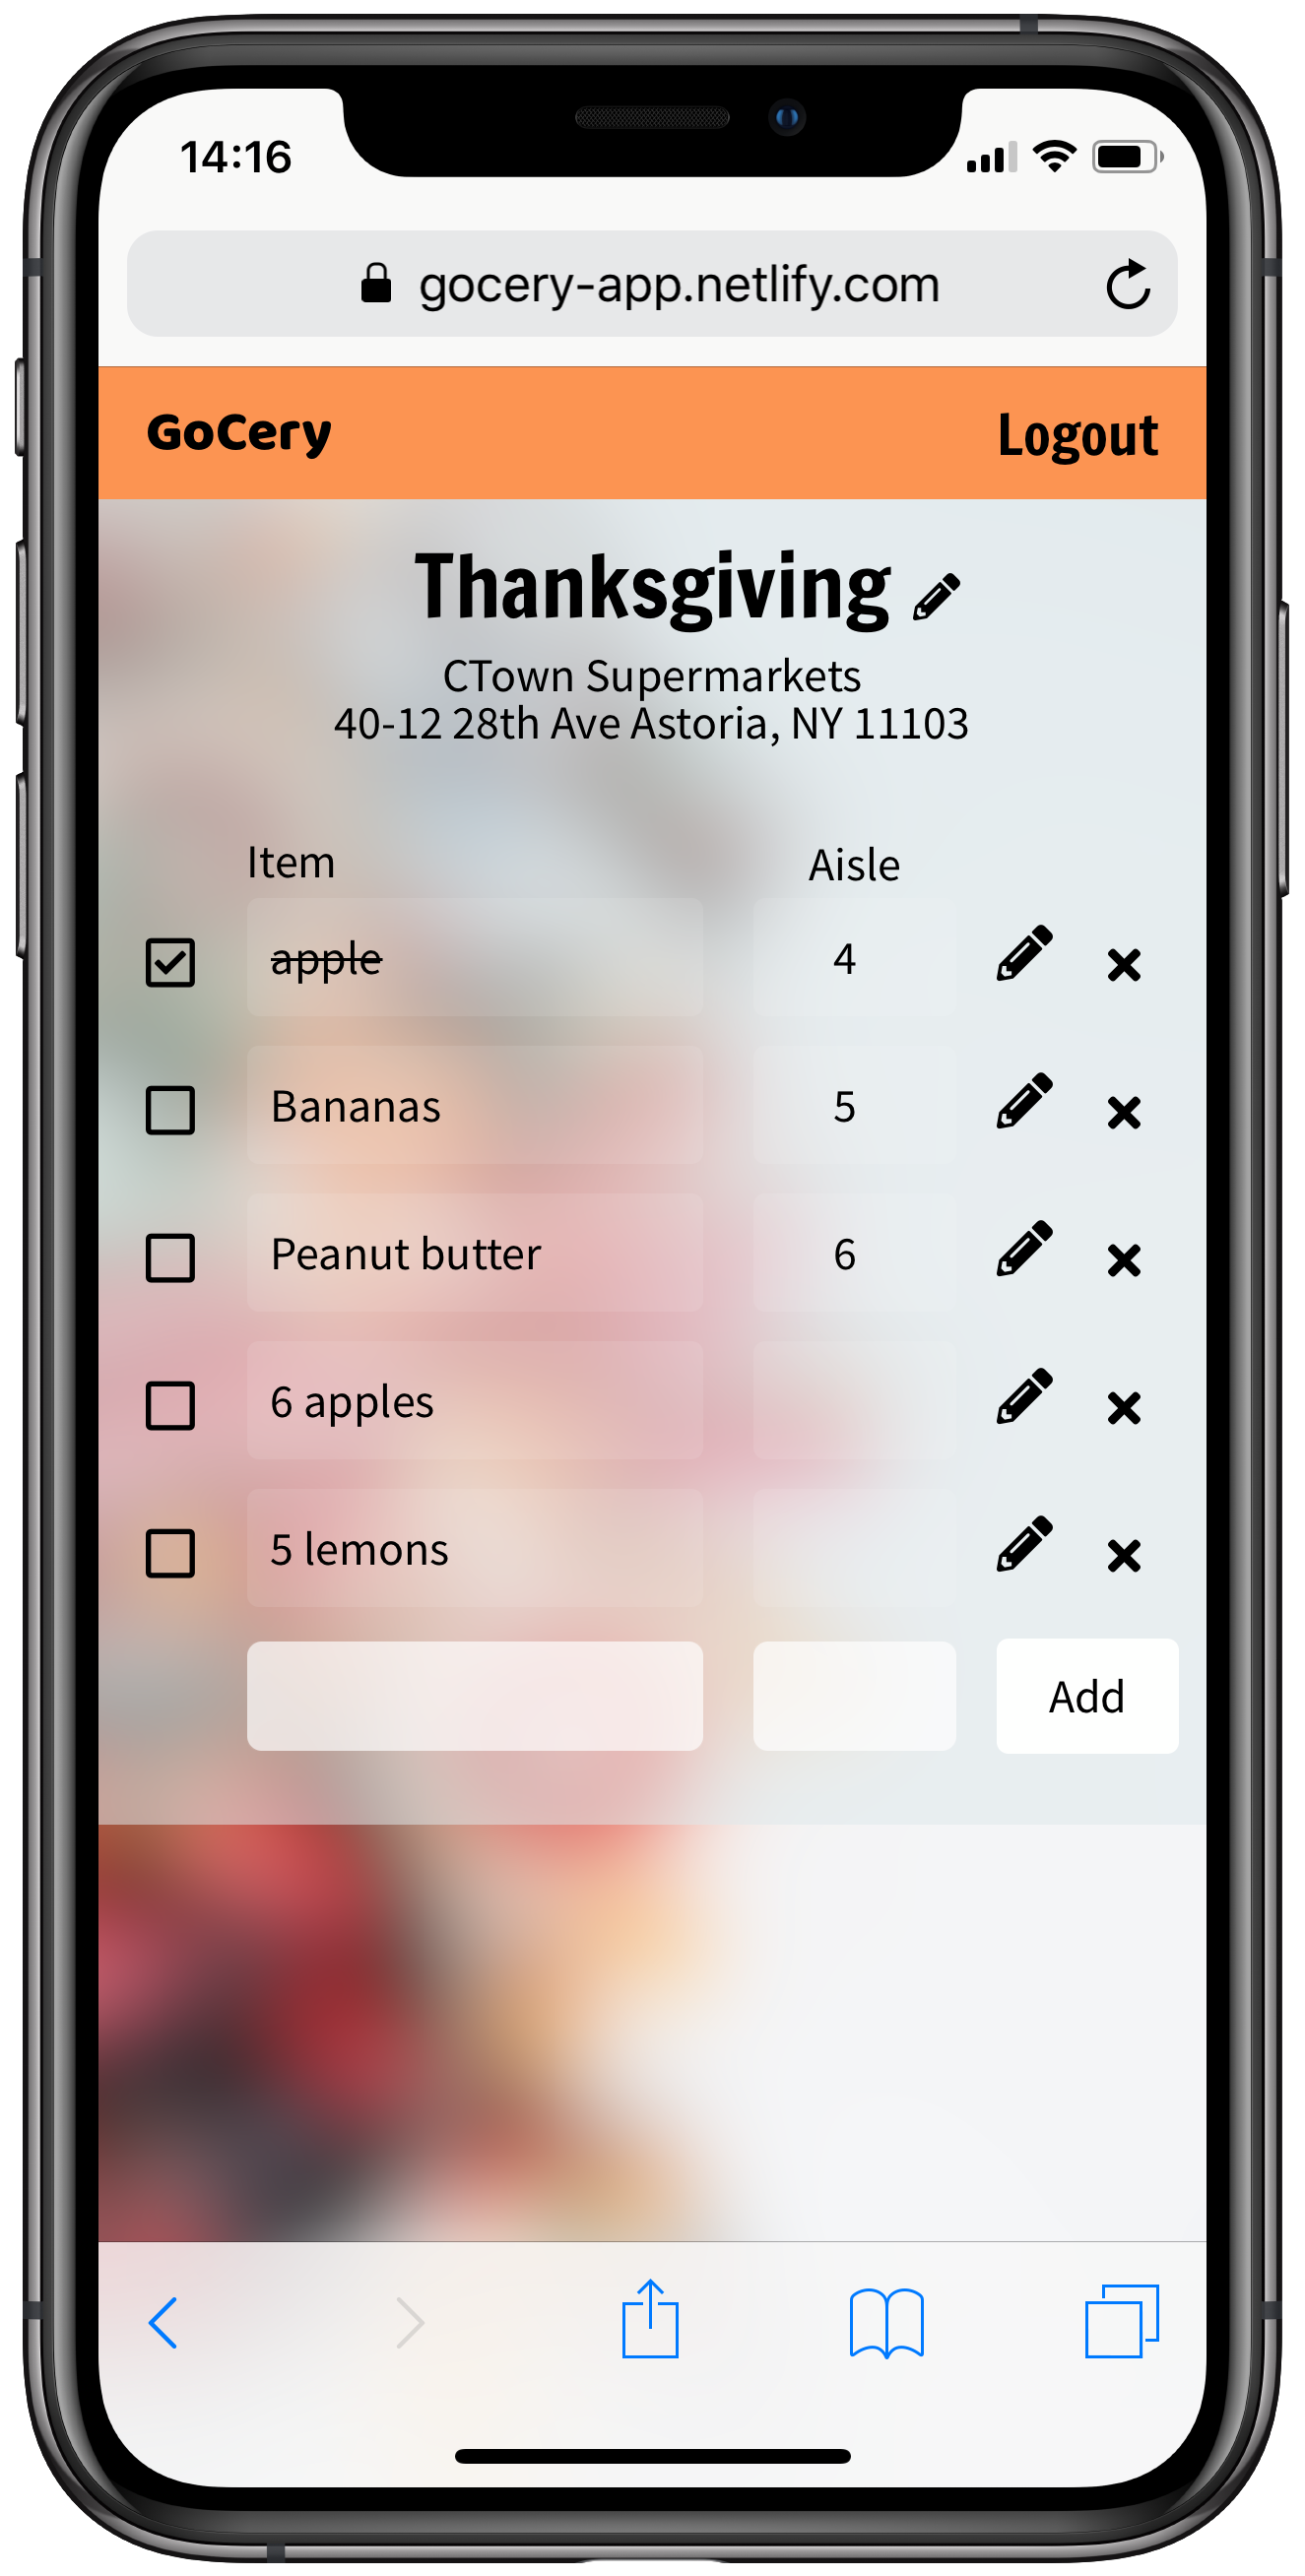 14:16
gocery-app.netlify.com
GoCery Logout
Thanksgiving
CTown Supermarkets
40-12 28th Ave Astoria, NY 11103
Item Aisle
apple 4
Bananas 5
Peanut butter 6
6 apples
5 lemons
Add